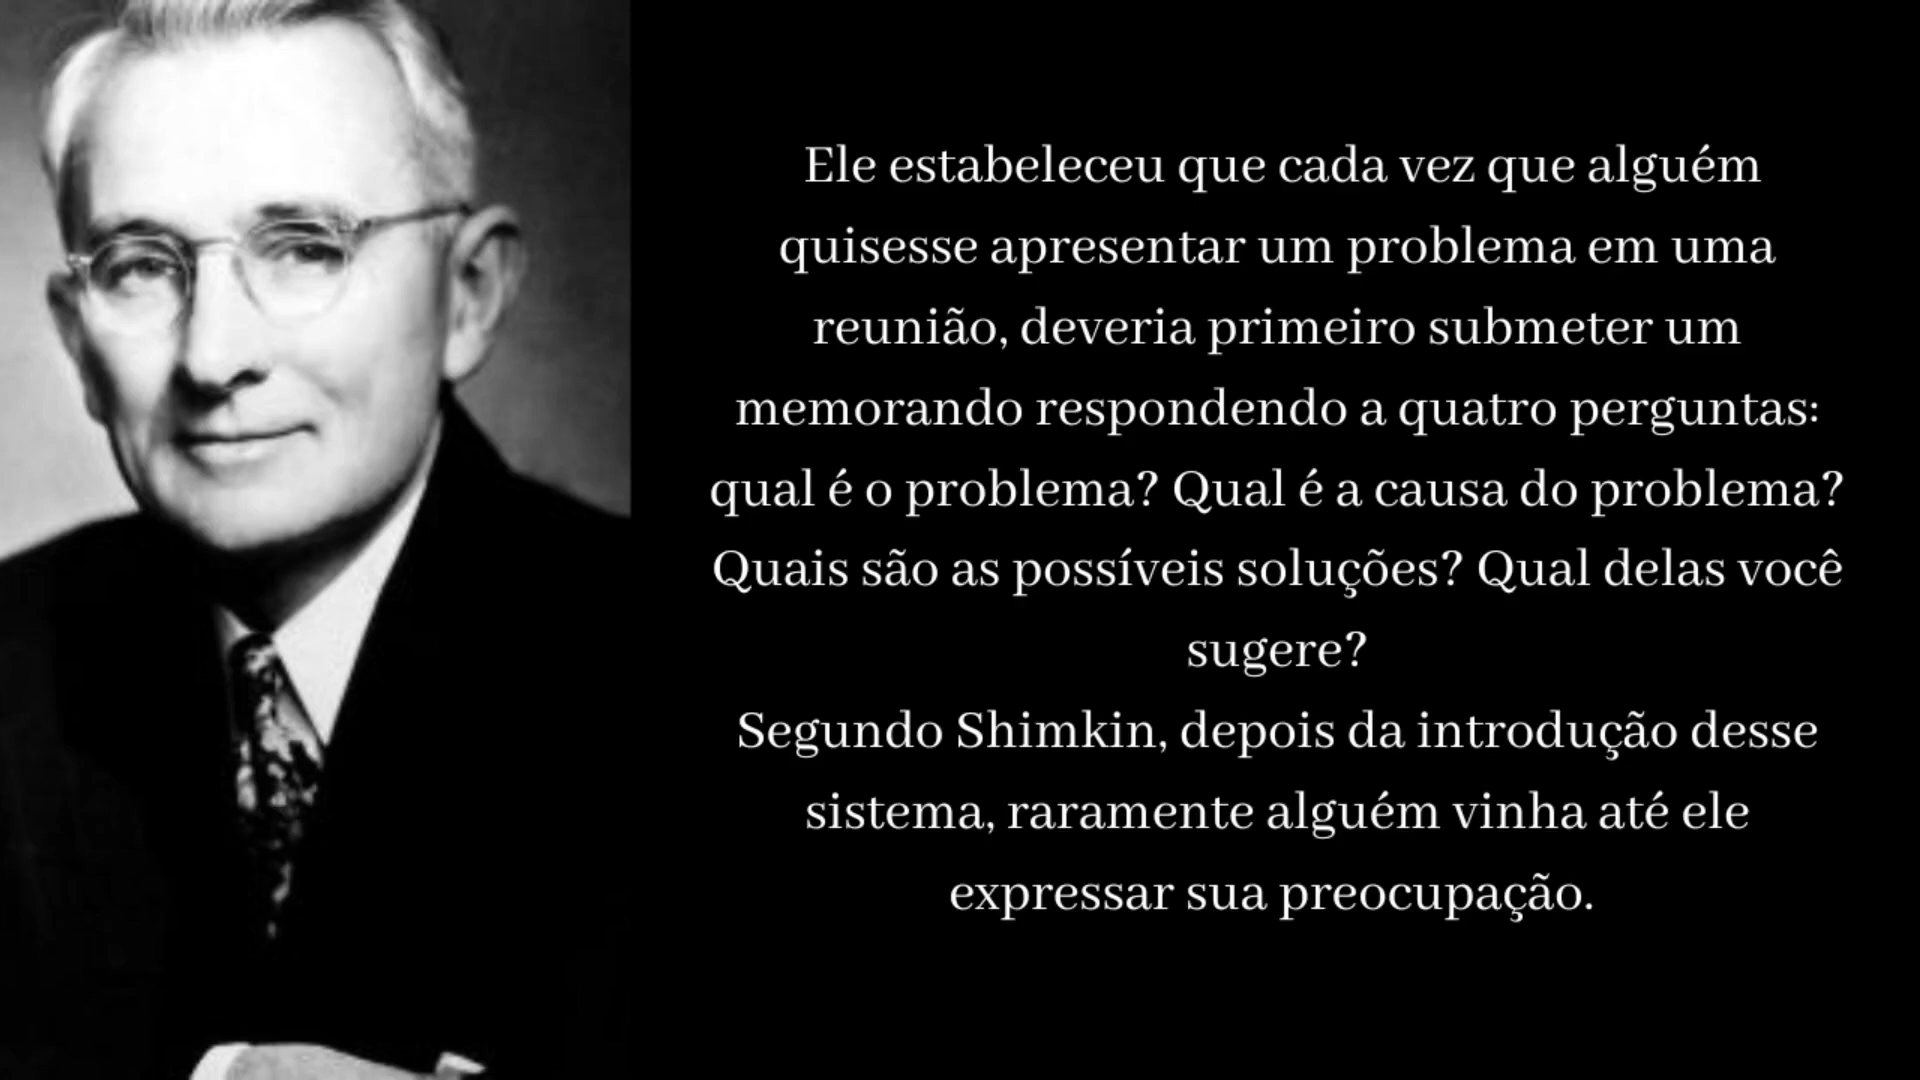 Ele estabeleceu que cada vez que alguém
quisesse apresentar um problema em uma
reunião, deveria primeiro submeter um
memorando respondendo a quatro perguntas:
qual é o problema? Qual é a causa do problema?
Quais são as possíveis soluções? Qual delas você
sugere?
Segundo Shimkin, depois da introdução desse
sistema, raramente alguém vinha até ele
expressar sua preocupação.